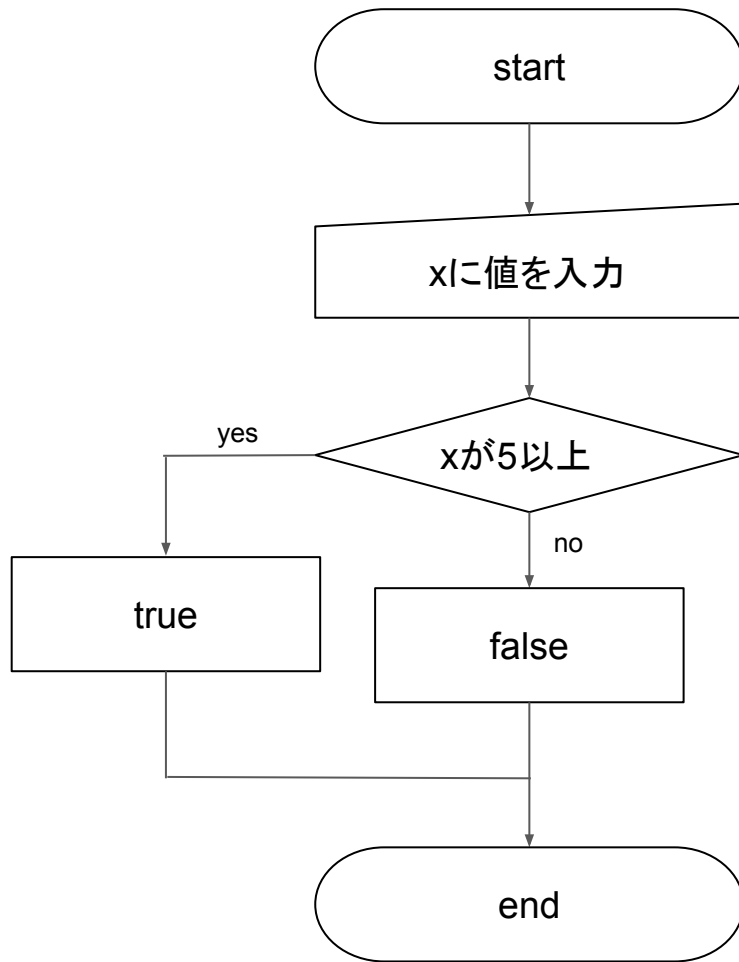 start
xに値を入力
xが5以上
yes
no
true
false
end